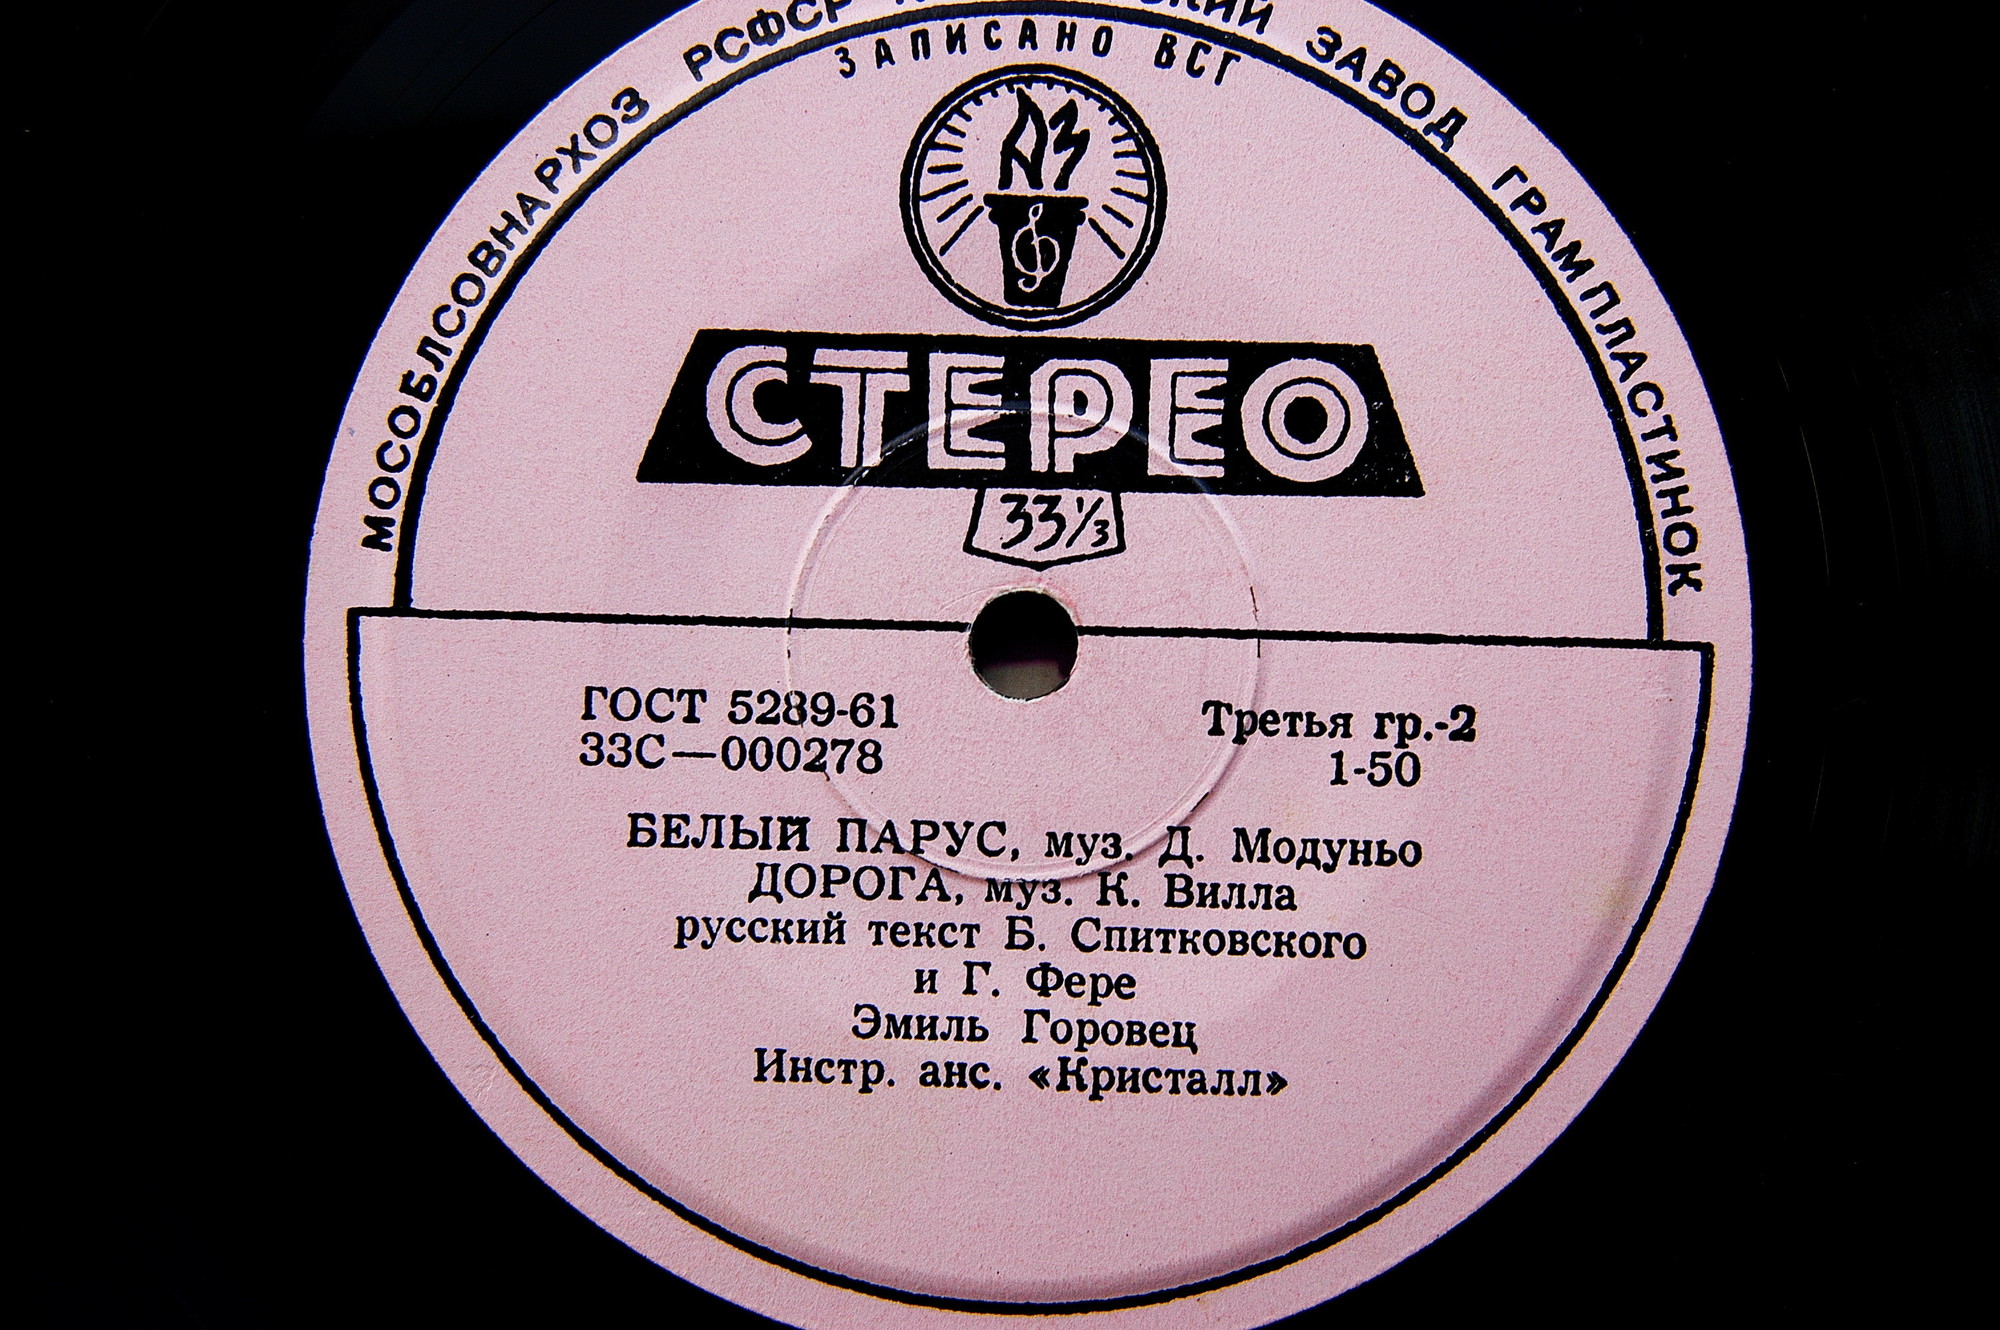 МОСОБЛСОВНАРХОЗ РСФСР ЗАВОД ГРАМПЛАСТИНОК
ЗАПИСАНО ВСГ
АЗ
СТЕРЕО
33⅓
ГОСТ 5289-61
33С—000278
Третья гр.-2
1-50
БЕЛЫЙ ПАРУС, муз. Д. Модуньо
ДОРОГА, муз. К. Вилла
русский текст Б. Спитковского
и Г. Фере
Эмиль Горовец
Инстр. анс. «Кристалл»